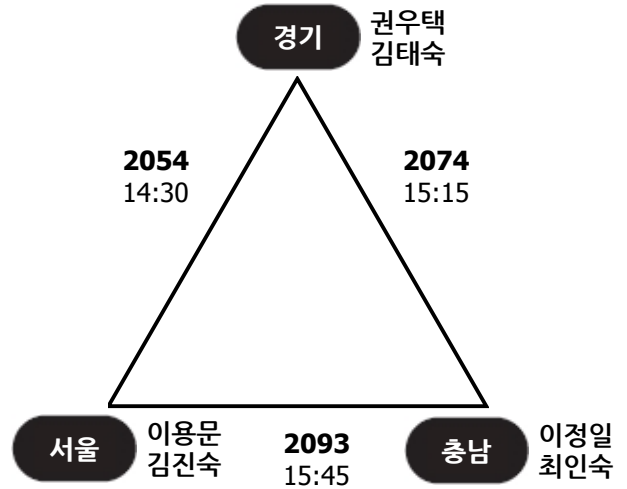 경기
권우택
김태숙
2054
14:30
2074
15:15
서울
이용문
김진숙
2093
15:45
충남
이정일
최인숙